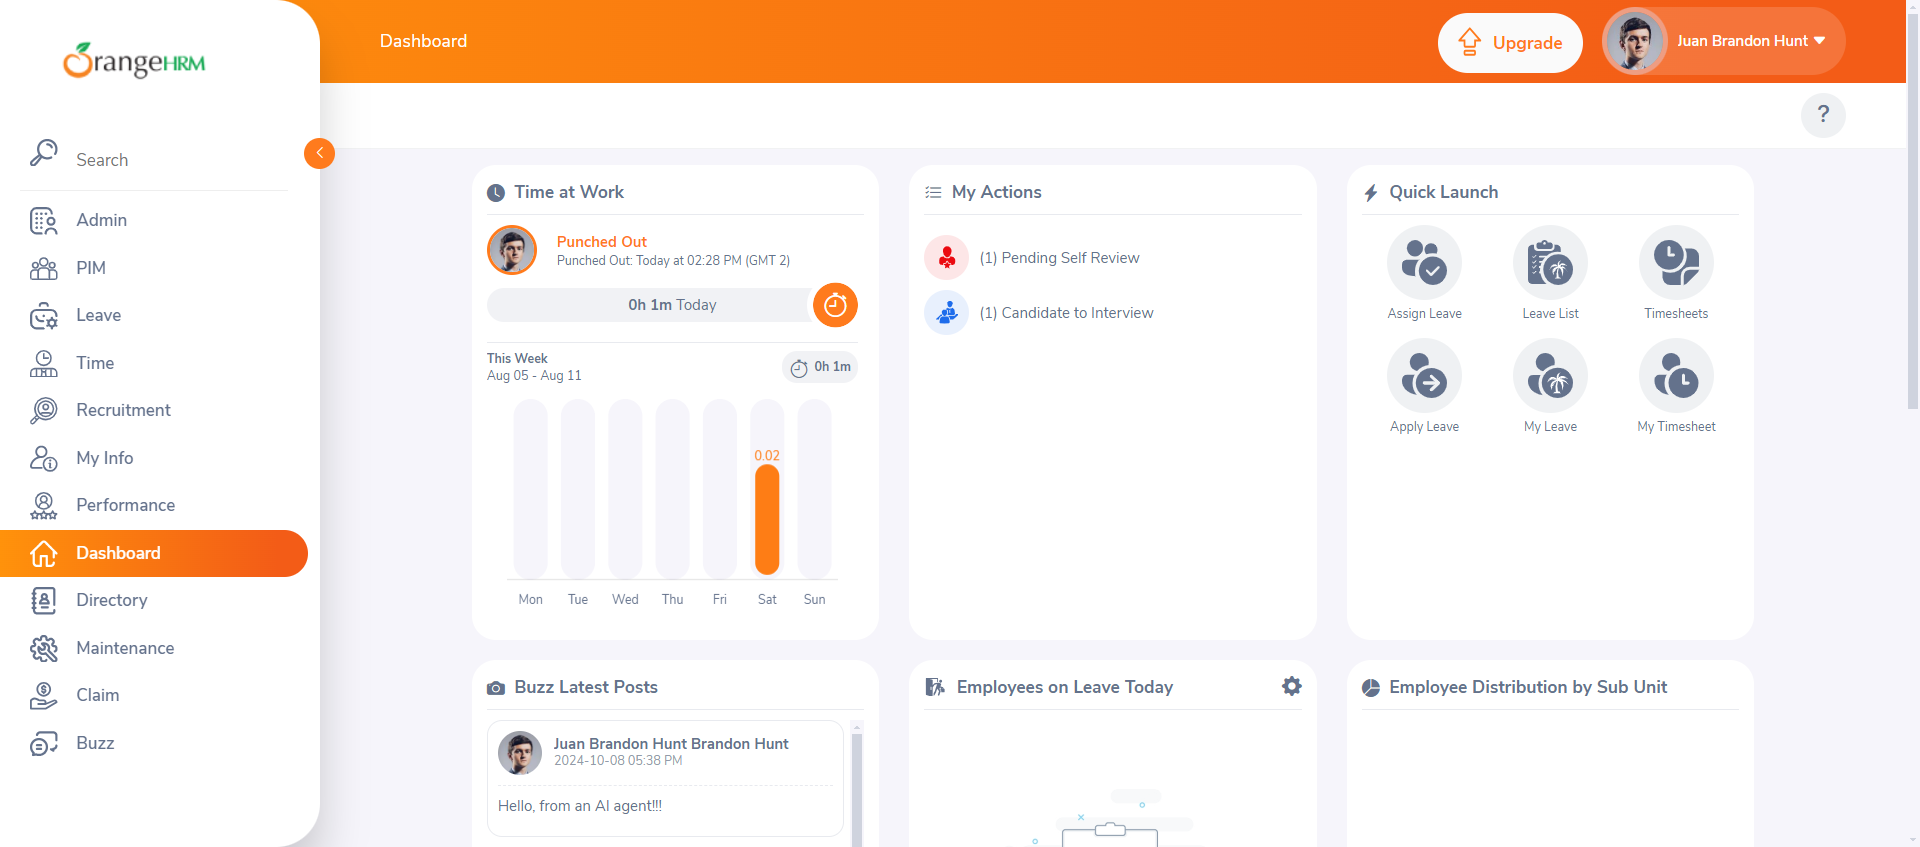 OrangeHRM
Search
Admin
PIM
Leave
Time
Recruitment
My Info
Performance
Dashboard
Directory
Maintenance
Claim
Buzz
Dashboard
Upgrade
Juan Brandon Hunt
?
Time at Work
Punched Out
Punched Out: Today at 02:28 PM (GMT 2)
0h 1m Today
This Week
Aug 05 - Aug 11
0h 1m
0.02
Mon Tue Wed Thu Fri Sat Sun
My Actions
(1) Pending Self Review
(1) Candidate to Interview
Quick Launch
Assign Leave
Leave List
Timesheets
Apply Leave
My Leave
My Timesheet
Buzz Latest Posts
Juan Brandon Hunt Brandon Hunt
2024-10-08 05:38 PM
Hello, from an AI agent!!!
Employees on Leave Today
Employee Distribution by Sub Unit